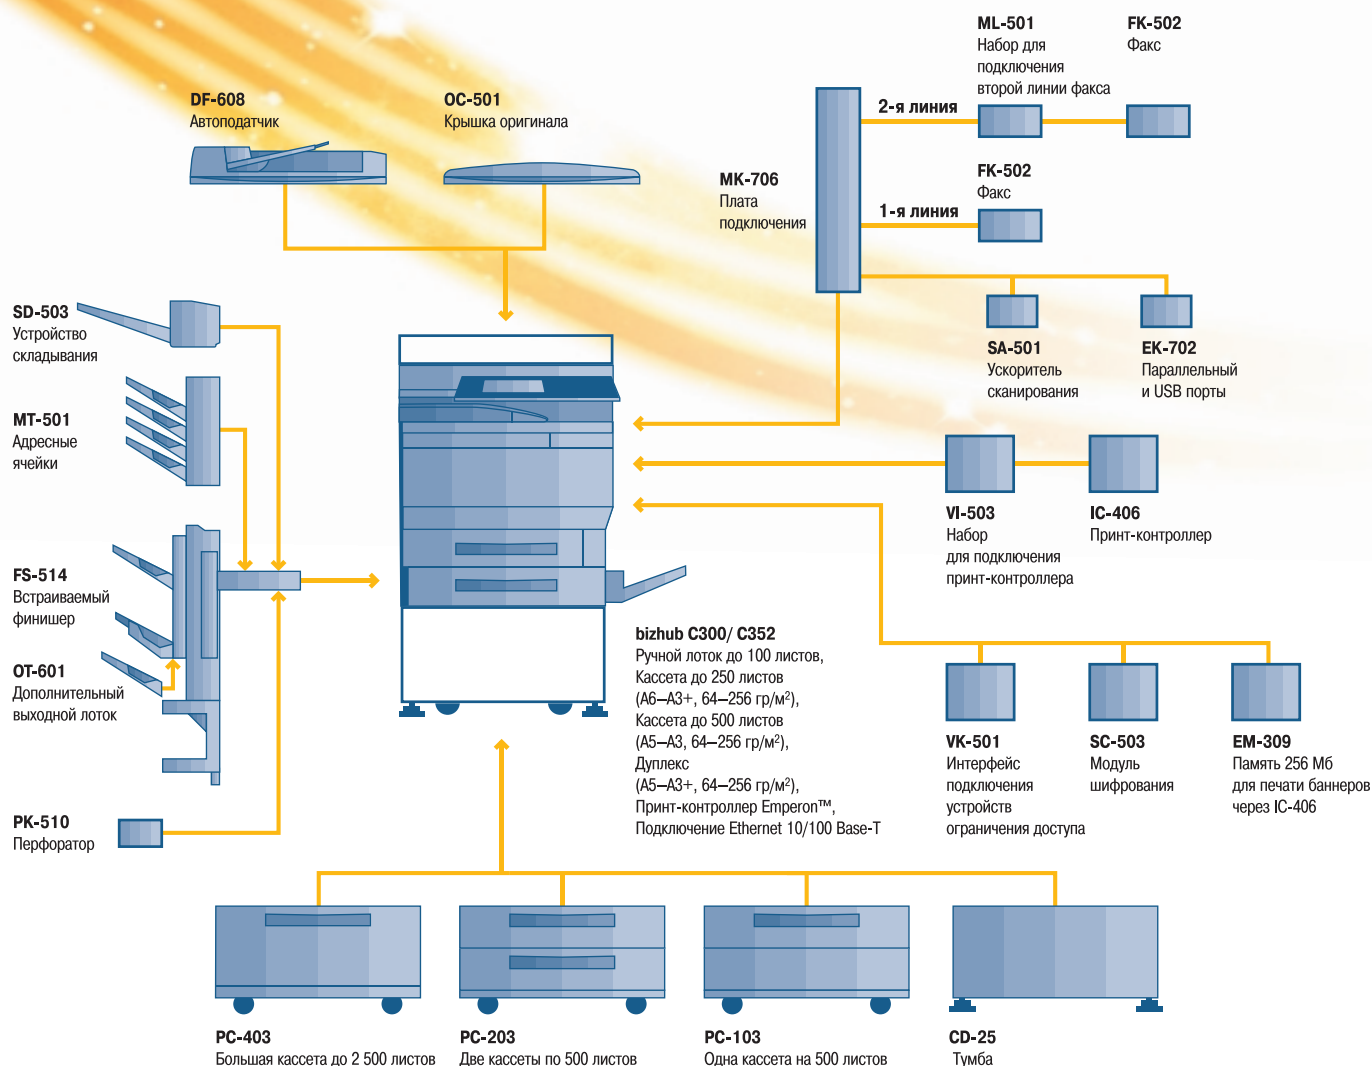 ML-501
Набор для
подключения
второй линии факса
FK-502
Факс
DF-608
Автоподатчик
OC-501
Крышка оригинала
2-я линия
MK-706
Плата
подключения
FK-502
Факс
1-я линия
SD-503
Устройство
складывания
SA-501
Ускоритель
сканирования
EK-702
Параллельный
и USB порты
MT-501
Адресные
ячейки
VI-503
Набор
для подключения
принт-контроллера
IC-406
Принт-контроллер
FS-514
Встраиваемый
финишер
OT-601
Дополнительный
выходной лоток
bizhub C300/ C352
Ручной лоток до 100 листов,
Кассета до 250 листов
(A6–A3+, 64–256 гр/м²),
Кассета до 500 листов
(A5–A3, 64–256 гр/м²),
Дуплекс
(A5–A3+, 64–256 гр/м²),
Принт-контроллер Emperon™,
Подключение Ethernet 10/100 Base-T
VK-501
Интерфейс
подключения
устройств
ограничения доступа
SC-503
Модуль
шифрования
EM-309
Память 256 Мб
для печати баннеров
через IC-406
PK-510
Перфоратор
PC-403
Большая кассета до 2 500 листов
PC-203
Две кассеты по 500 листов
PC-103
Одна кассета на 500 листов
CD-25
Тумба